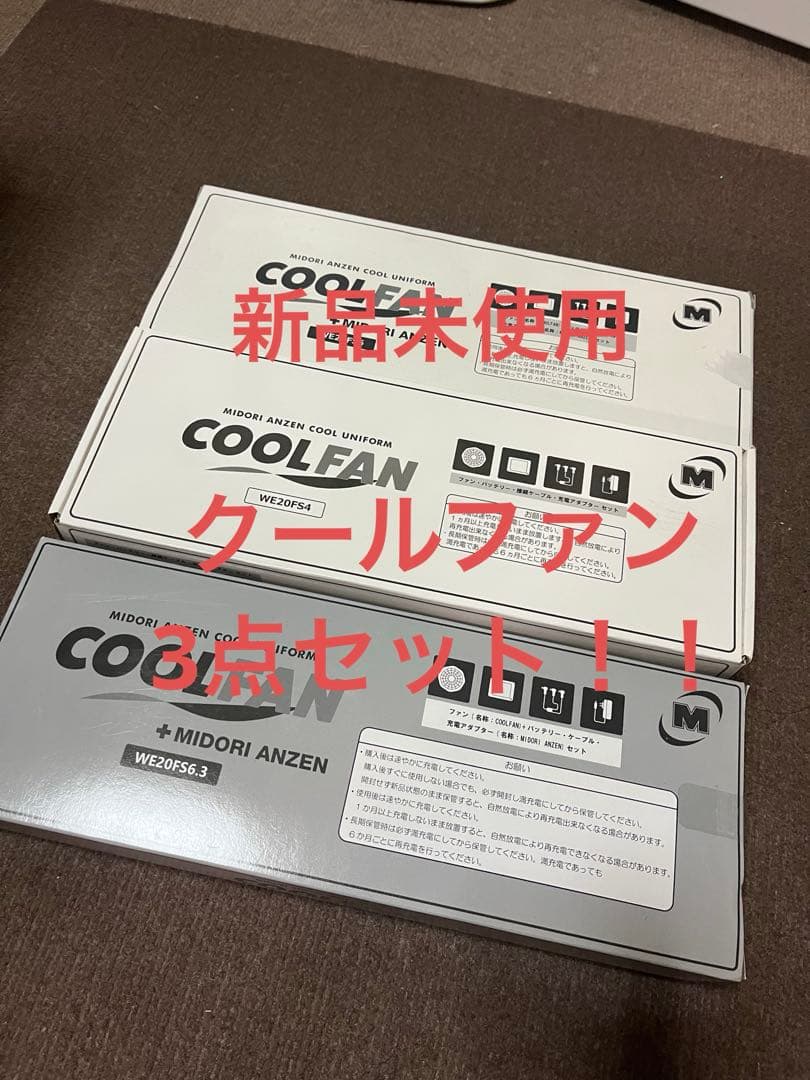 MIDORI ANZEN COOL UNIFORM
COOLFAN
+MIDORI ANZEN
M
新品未使用
MIDORI ANZEN COOL UNIFORM
COOLFAN
WE20FS4
ファン・バッテリー・接続ケーブル・充電アダプター セット
M
お願い
クールファン
3点セット！！
MIDORI ANZEN COOL UNIFORM
COOLFAN
+MIDORI ANZEN
WE20FS6.3
ファン(名称:COOLFAN)+バッテリー・ケーブル・
充電アダプター(名称:MIDORI ANZEN)セット
M
お願い
・購入後は速やかに充電してください。
購入後すぐに使用しない場合でも、必ず開封し満充電にしてから保管してください。
開封せず新品状態のまま保管すると、自然放電により再充電出来なくなる場合があります。
・使用後は速やかに充電してください。
1か月以上充電しないまま放置すると、自然放電により再充電できなくなる場合があります。
・長期保管時は必ず満充電にしてから保管してください。満充電であっても
6か月ごとに再充電を行ってください。